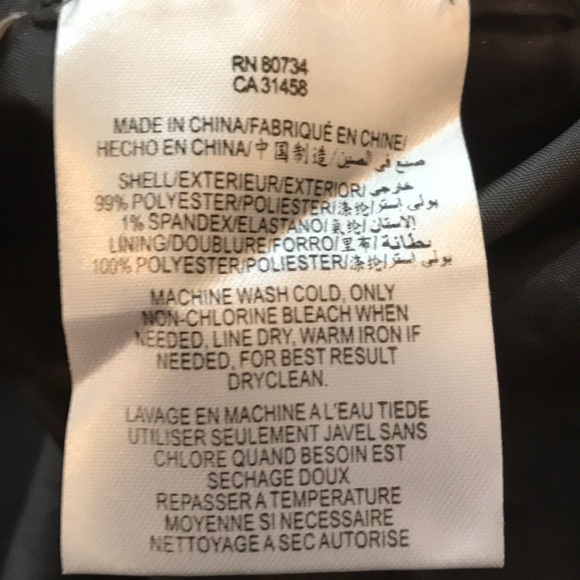 RN 80734
CA 31458
MADE IN CHINA/FABRIQUÉ EN CHINE/
HECHO EN CHINA/中国制造/صنع في الصين
SHELL/EXTERIEUR/EXTERIOR/خارجي
99% POLYESTER/POLIESTER/涤纶/بولي إستر
1% SPANDEX/ELASTANO/氨纶/الاستان
LINING/DOUBLURE/FORRO/里布/بطانة
100% POLYESTER/POLIESTER/涤纶/بولي استر
MACHINE WASH COLD, ONLY
NON-CHLORINE BLEACH WHEN
NEEDED, LINE DRY, WARM IRON IF
NEEDED, FOR BEST RESULT
DRYCLEAN.
LAVAGE EN MACHINE A L'EAU TIEDE
UTILISER SEULEMENT JAVEL SANS
CHLORE QUAND BESOIN EST
SECHAGE DOUX
REPASSER A TEMPERATURE
MOYENNE SI NECESSAIRE
NETTOYAGE A SEC AUTORISE